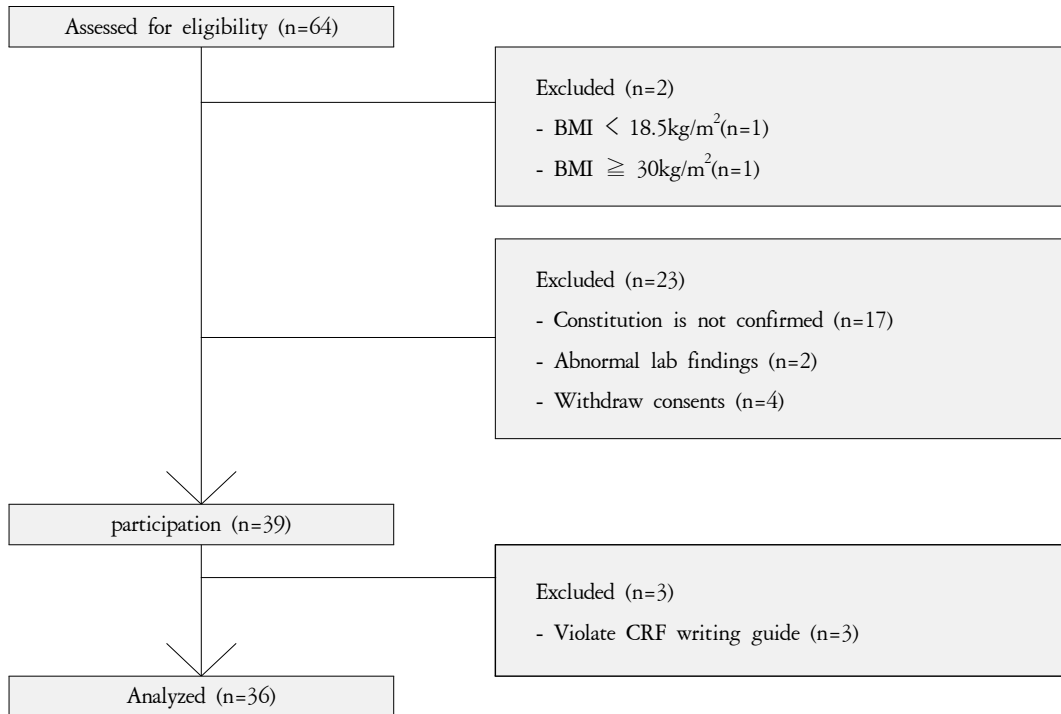 Assessed for eligibility (n=64)
Excluded (n=2)
- BMI < 18.5kg/m²(n=1)
- BMI ≧ 30kg/m²(n=1)
Excluded (n=23)
- Constitution is not confirmed (n=17)
- Abnormal lab findings (n=2)
- Withdraw consents (n=4)
participation (n=39)
Excluded (n=3)
- Violate CRF writing guide (n=3)
Analyzed (n=36)